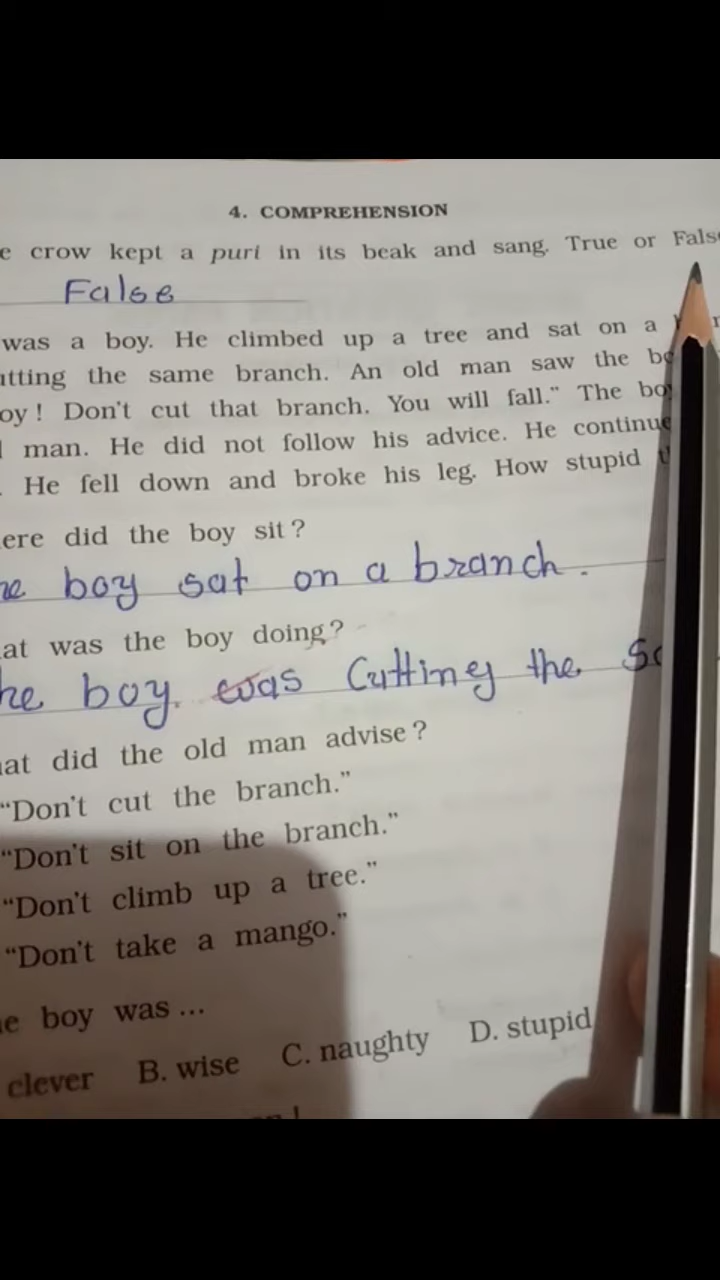 4. COMPREHENSION
crow kept a puri in its beak and sang. True or False
False
was a boy. He climbed up a tree and sat on a
the same branch. An old man saw the
Don't cut that branch. You will fall." The
man. He did not follow his advice. He
He fell down and broke his leg. How stupid
did the boy sit?
boy sat on a branch.
was the boy doing?
boy was Cutting the
did the old man advise?
"Don't cut the branch."
"Don't sit on the branch."
"Don't climb up a tree."
"Don't take a mango."
boy was ...
clever B. wise C. naughty D. stupid